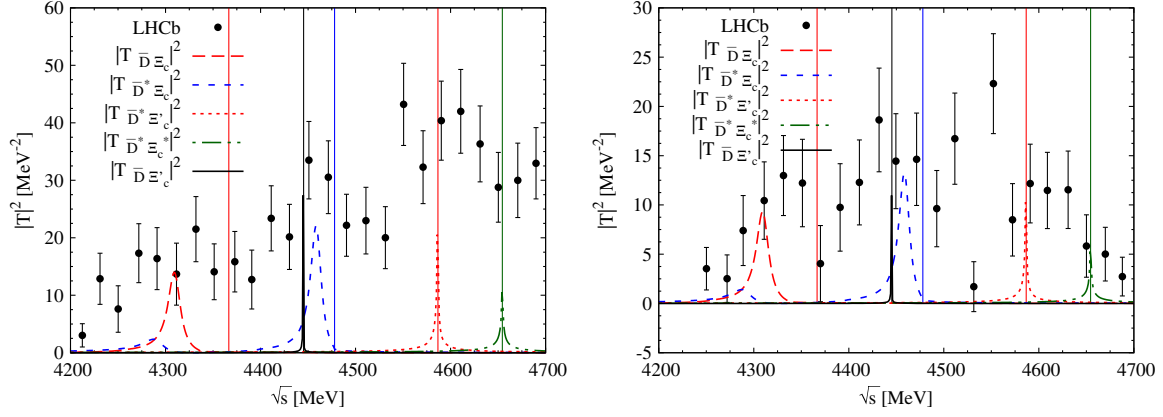 60
50
40
30
20
10
0
|T|² [MeV⁻²]
LHCb
|T D̄ Ξc|²
|T D̄* Ξc|²
|T D̄* Ξ'c|²
|T D̄* Ξc*|²
|T D̄ Ξ'c|²
4200 4300 4400 4500 4600 4700
√s [MeV]
30
25
20
15
10
5
0
-5
|T|² [MeV⁻²]
LHCb
|T D̄ Ξc|²
|T D̄* Ξc|²
|T D̄* Ξ'c|²
|T D̄* Ξc*|²
|T D̄ Ξ'c|²
4200 4300 4400 4500 4600 4700
√s [MeV]